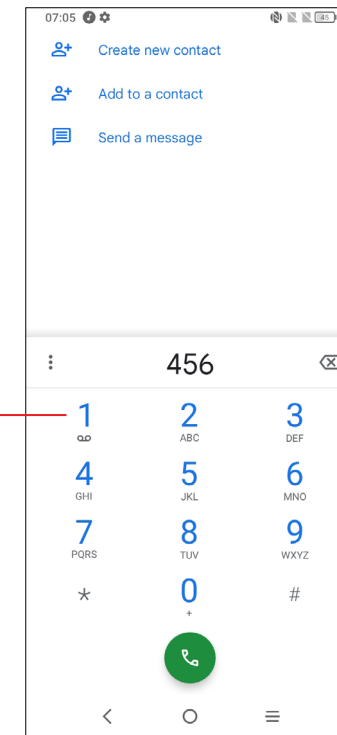 07:05 45
Create new contact
Add to a contact
Send a message
456
1 2 3
ABC DEF
4 5 6
GHI JKL MNO
7 8 9
PQRS TUV WXYZ
* 0 #
+